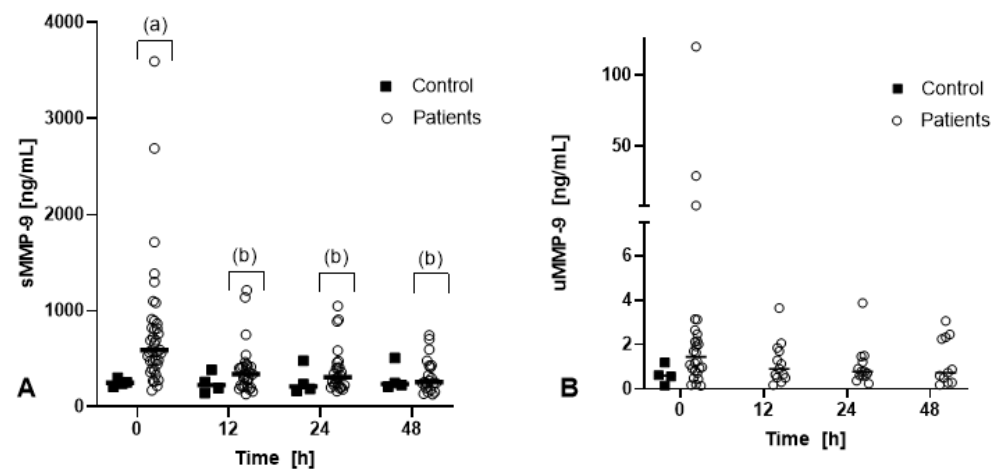 4000
3000
2000
1000
0
sMMP-9 [ng/mL]
(a)
(b)
(b)
(b)
Control
Patients
A
0
12
24
48
Time [h]
100
50
6
4
2
0
uMMP-9 [ng/mL]
Control
Patients
B
0
12
24
48
Time [h]